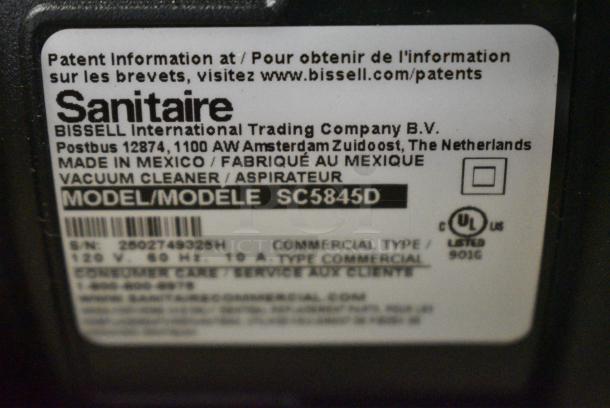 Patent Information at / Pour obtenir de l'information
sur les brevets, visitez www.bissell.com/patents
Sanitaire
BISSELL International Trading Company B.V.
Postbus 12874, 1100 AW Amsterdam Zuidoost, The Netherlands
MADE IN MEXICO / FABRIQUÉ AU MEXIQUE
VACUUM CLEANER / ASPIRATEUR
MODEL/MODÈLE SC5845D
C UL US
LISTED
901G
S/N: COMMERCIAL TYPE /
120 V. 60 Hz. 10 A. TYPE COMMERCIAL
CONSUMER CARE / SERVICE AUX CLIENTS
WWW.SANITAIRECOMMERCIAL.COM